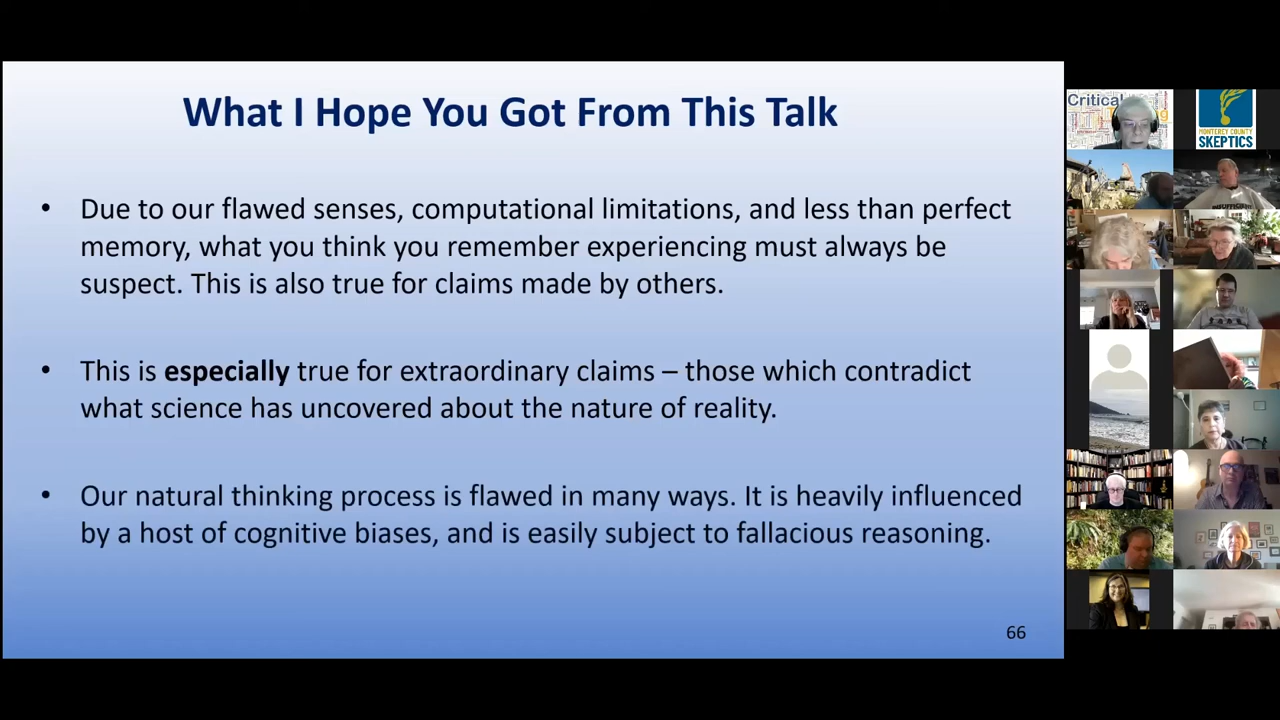 What I Hope You Got From This Talk
• Due to our flawed senses, computational limitations, and less than perfect
memory, what you think you remember experiencing must always be
suspect. This is also true for claims made by others.
• This is especially true for extraordinary claims – those which contradict
what science has uncovered about the nature of reality.
• Our natural thinking process is flawed in many ways. It is heavily influenced
by a host of cognitive biases, and is easily subject to fallacious reasoning.
66
Critical
MONTEREY COUNTY
SKEPTICS